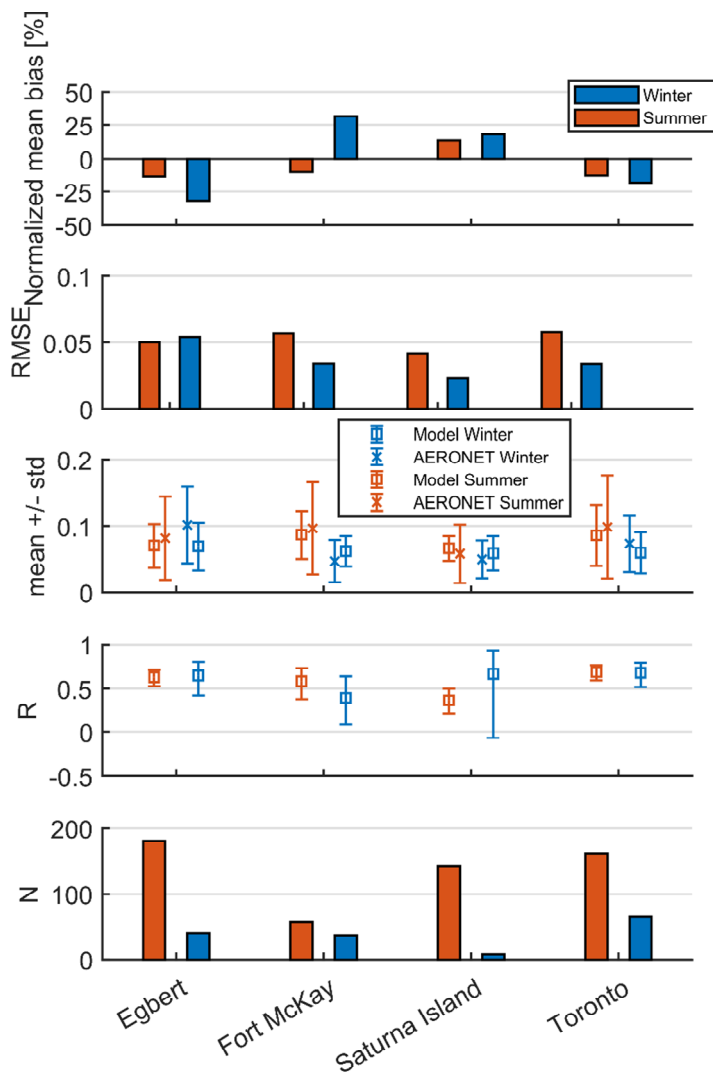 Normalized mean bias [%]
50
25
0
-25
-50
Winter
Summer
RMSE
0.1
0.05
0
Model Winter
AERONET Winter
Model Summer
AERONET Summer
mean +/- std
0.2
0.1
0
R
1
0.5
0
-0.5
N
200
100
0
Egbert
Fort McKay
Saturna Island
Toronto